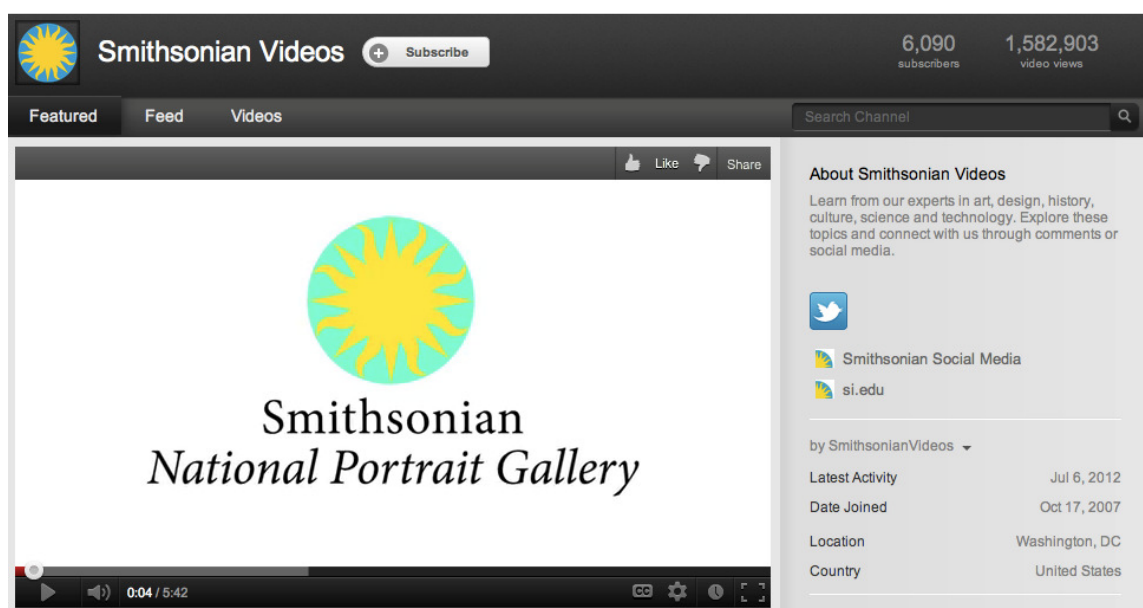 Smithsonian Videos
Subscribe
6,090
subscribers
1,582,903
video views
Featured
Feed
Videos
Search Channel
Like
Share
Smithsonian
National Portrait Gallery
0:04 / 5:42
CC
About Smithsonian Videos
Learn from our experts in art, design, history,
culture, science and technology. Explore these
topics and connect with us through comments or
social media.
Smithsonian Social Media
si.edu
by SmithsonianVideos
Latest Activity Jul 6, 2012
Date Joined Oct 17, 2007
Location Washington, DC
Country United States